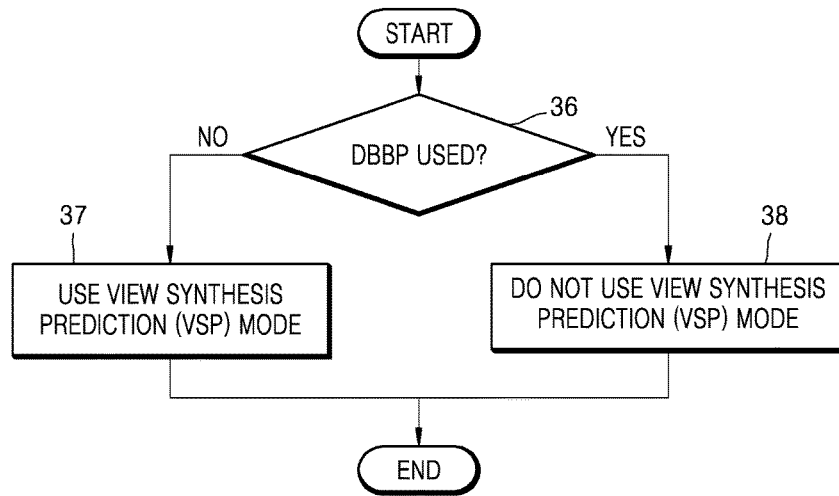 START
36
NO
DBBP USED?
YES
37
38
USE VIEW SYNTHESIS
PREDICTION (VSP) MODE
DO NOT USE VIEW SYNTHESIS
PREDICTION (VSP) MODE
END